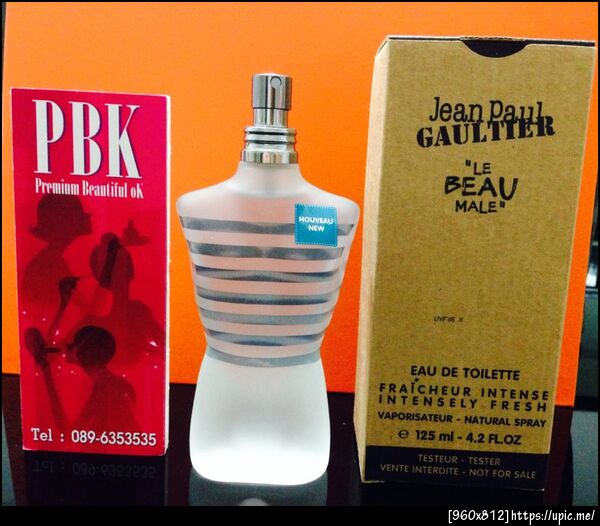 PBK
Premium Beautiful oK
Tel : 089-6353535
NOUVEAU
NEW
Jean Paul
GAULTIER
"LE
BEAU
MALE"
UYF06 H
EAU DE TOILETTE
FRAÎCHEUR INTENSE
INTENSELY FRESH
VAPORISATEUR - NATURAL SPRAY
℮ 125 ml - 4.2 FL.OZ
TESTEUR - TESTER
VENTE INTERDITE - NOT FOR SALE
[960x812]https://upic.me/